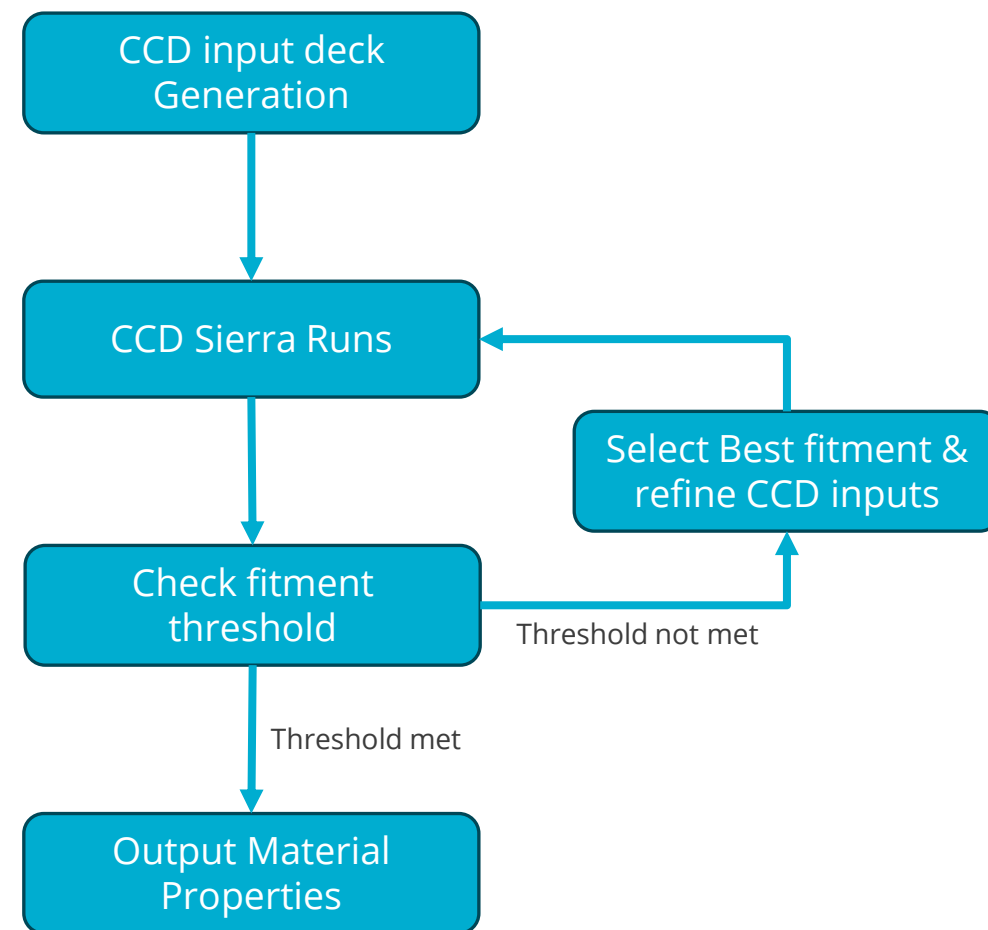 CCD input deck
Generation
CCD Sierra Runs
Select Best fitment &
refine CCD inputs
Check fitment
threshold
Threshold not met
Threshold met
Output Material
Properties